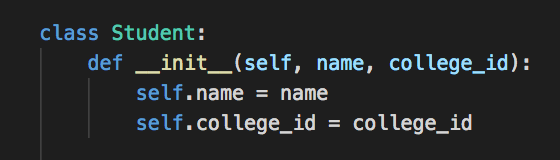 class Student:
    def __init__(self, name, college_id):
        self.name = name
        self.college_id = college_id